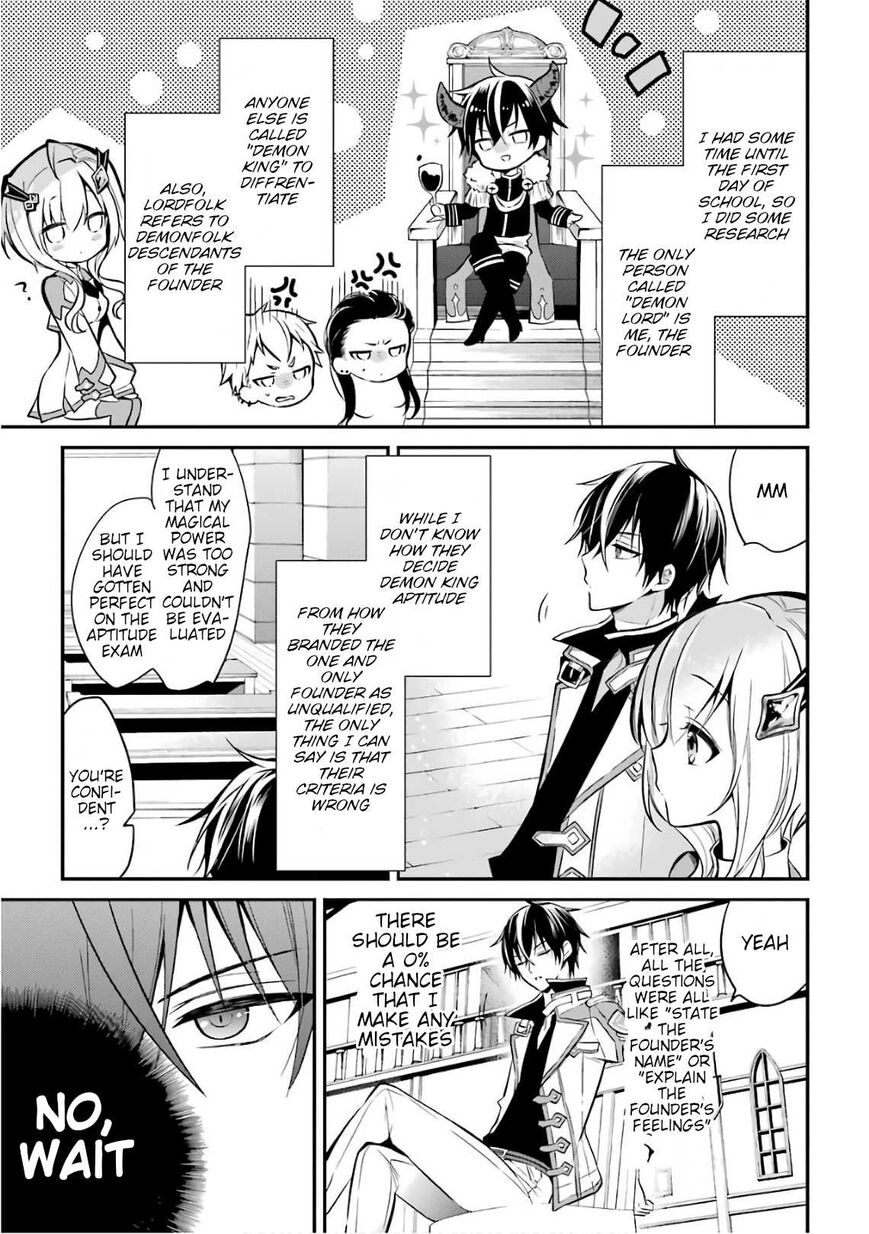 I HAD SOME
TIME UNTIL
THE FIRST
DAY OF
SCHOOL, SO
I DID SOME
RESEARCH
THE ONLY
PERSON
CALLED
"DEMON
LORD" IS
ME, THE
FOUNDER
ANYONE
ELSE IS
CALLED
"DEMON
KING" TO
DIFFREN-
TIATE
ALSO,
LORDFOLK
REFERS TO
DEMONFOLK
DESCENDANTS
OF THE
FOUNDER
?
MM
WHILE I
DON'T KNOW
HOW THEY
DECIDE
DEMON KING
APTITUDE
FROM HOW
THEY
BRANDED
THE ONE AND
ONLY
FOUNDER AS
UNQUALIFIED,
THE ONLY
THING I CAN
SAY IS THAT
THEIR
CRITERIA IS
WRONG
I UNDER-
STAND
THAT MY
MAGICAL
POWER
WAS TOO
STRONG
AND
COULDN'T
BE EVA-
LUATED
BUT I
SHOULD
HAVE
GOTTEN
PERFECT
ON THE
APTITUDE
EXAM
YOU'RE
CONFI-
DENT
...?
YEAH
AFTER ALL,
ALL THE
QUESTIONS
WERE ALL
LIKE "STATE
THE
FOUNDER'S
NAME" OR
"EXPLAIN
THE
FOUNDER'S
FEELINGS"
THERE
SHOULD BE
A 0%
CHANCE
THAT I
MAKE ANY
MISTAKES
NO,
WAIT